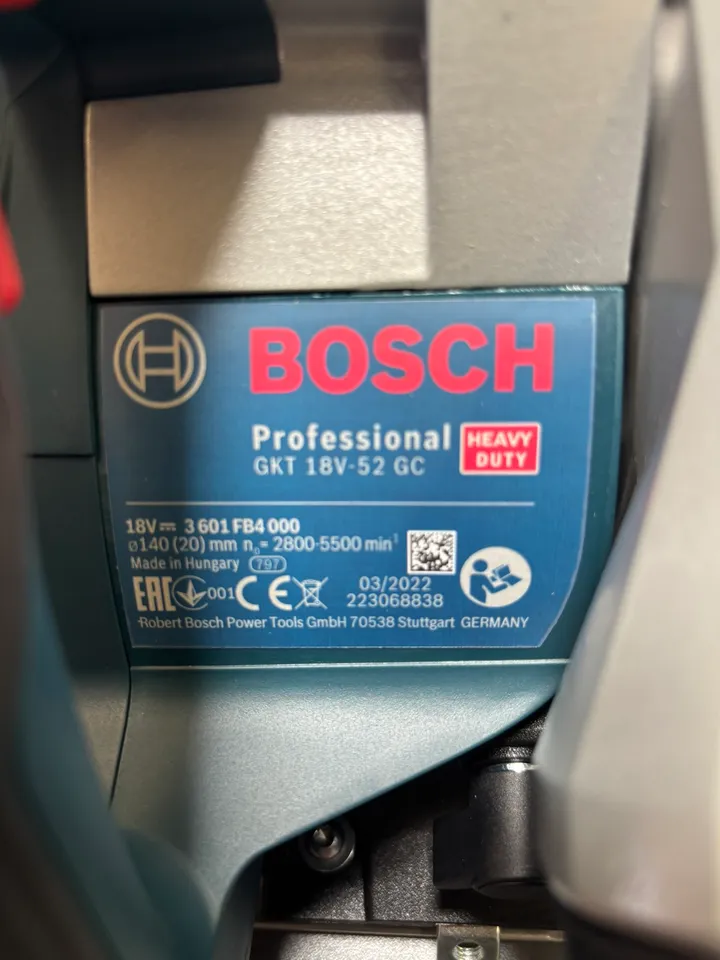 BOSCH
Professional HEAVY DUTY
GKT 18V-52 GC
18V⎓ 3 601 FB4 000
⌀140 (20) mm n₀= 2800-5500 min⁻¹
Made in Hungary 797
EAC 001 CE 03/2022
223068838
Robert Bosch Power Tools GmbH 70538 Stuttgart GERMANY